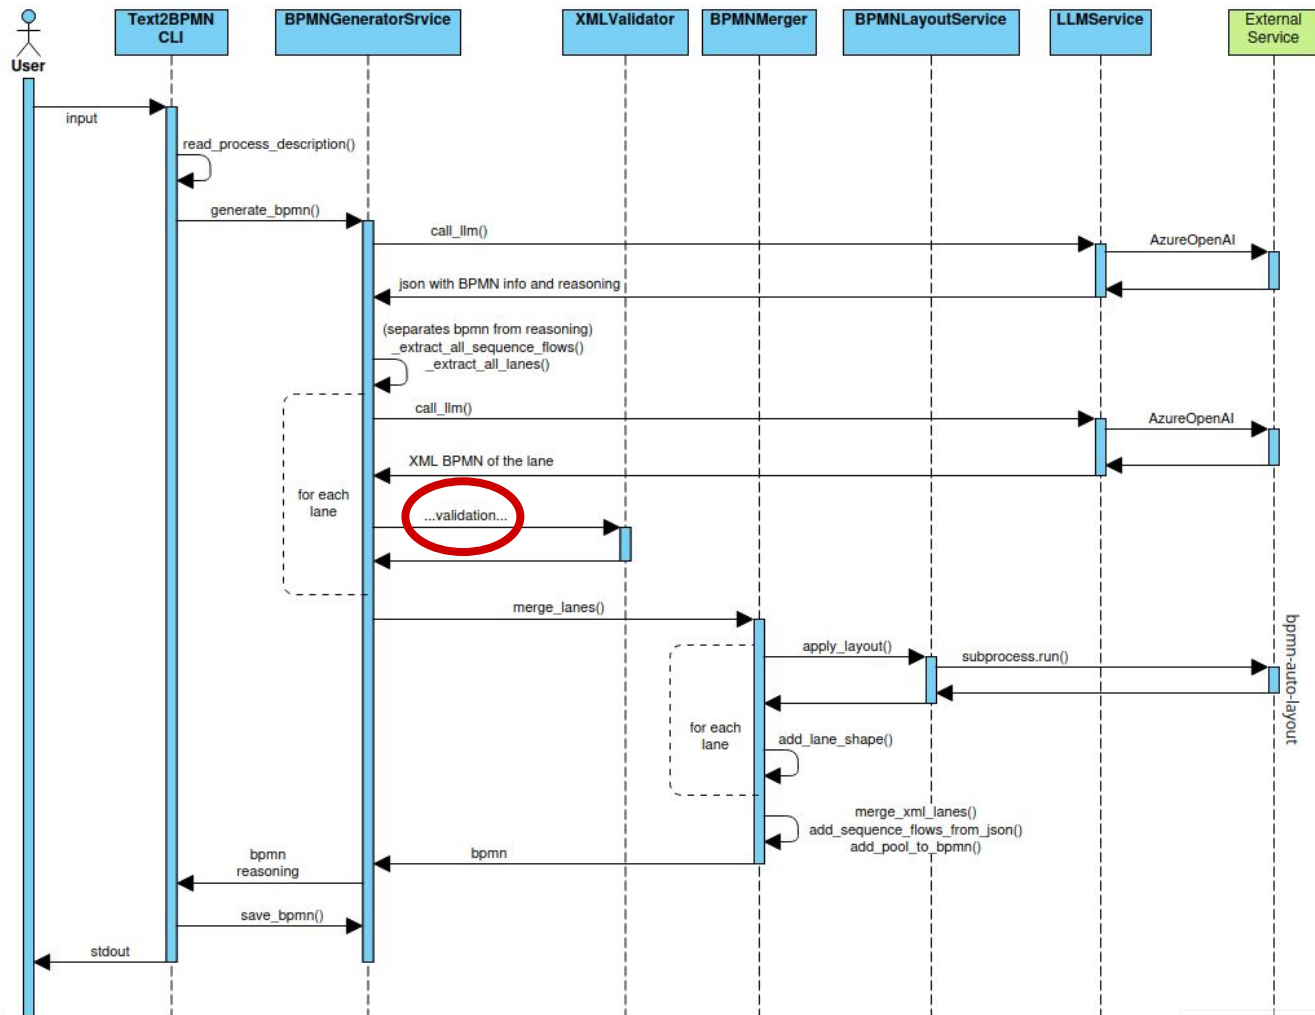 User
Text2BPMN
CLI
BPMNGeneratorSrvice
XMLValidator
BPMNMerger
BPMNLayoutService
LLMService
External
Service
input
read_process_description()
generate_bpmn()
call_llm()
AzureOpenAI
json with BPMN info and reasoning
(separates bpmn from reasoning)
_extract_all_sequence_flows()
_extract_all_lanes()
call_llm()
AzureOpenAI
XML BPMN of the lane
for each
lane
...validation...
merge_lanes()
apply_layout()
subprocess.run()
bpmn-auto-layout
for each
lane
add_lane_shape()
merge_xml_lanes()
add_sequence_flows_from_json()
add_pool_to_bpmn()
bpmn
bpmn
reasoning
save_bpmn()
stdout